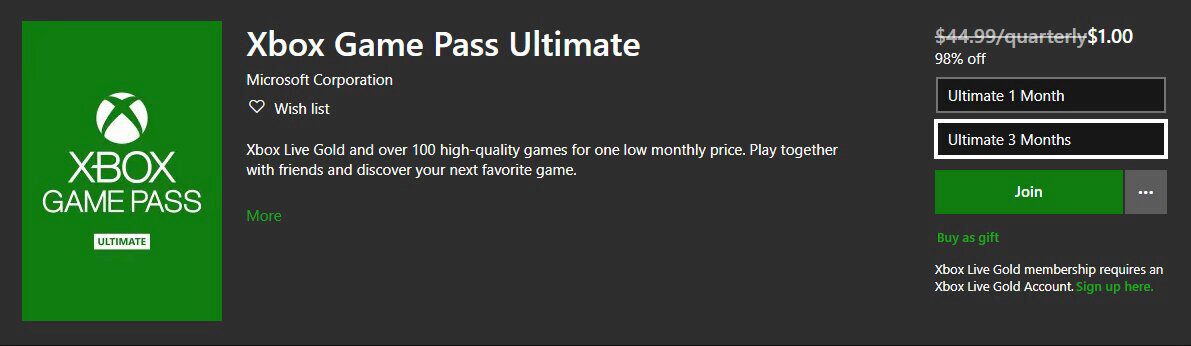 XBOX
GAME PASS
ULTIMATE
Xbox Game Pass Ultimate
Microsoft Corporation
Wish list
Xbox Live Gold and over 100 high-quality games for one low monthly price. Play together
with friends and discover your next favorite game.
More
$44.99/quarterly$1.00
98% off
Ultimate 1 Month
Ultimate 3 Months
Join
Buy as gift
Xbox Live Gold membership requires an
Xbox Live Gold Account. Sign up here.